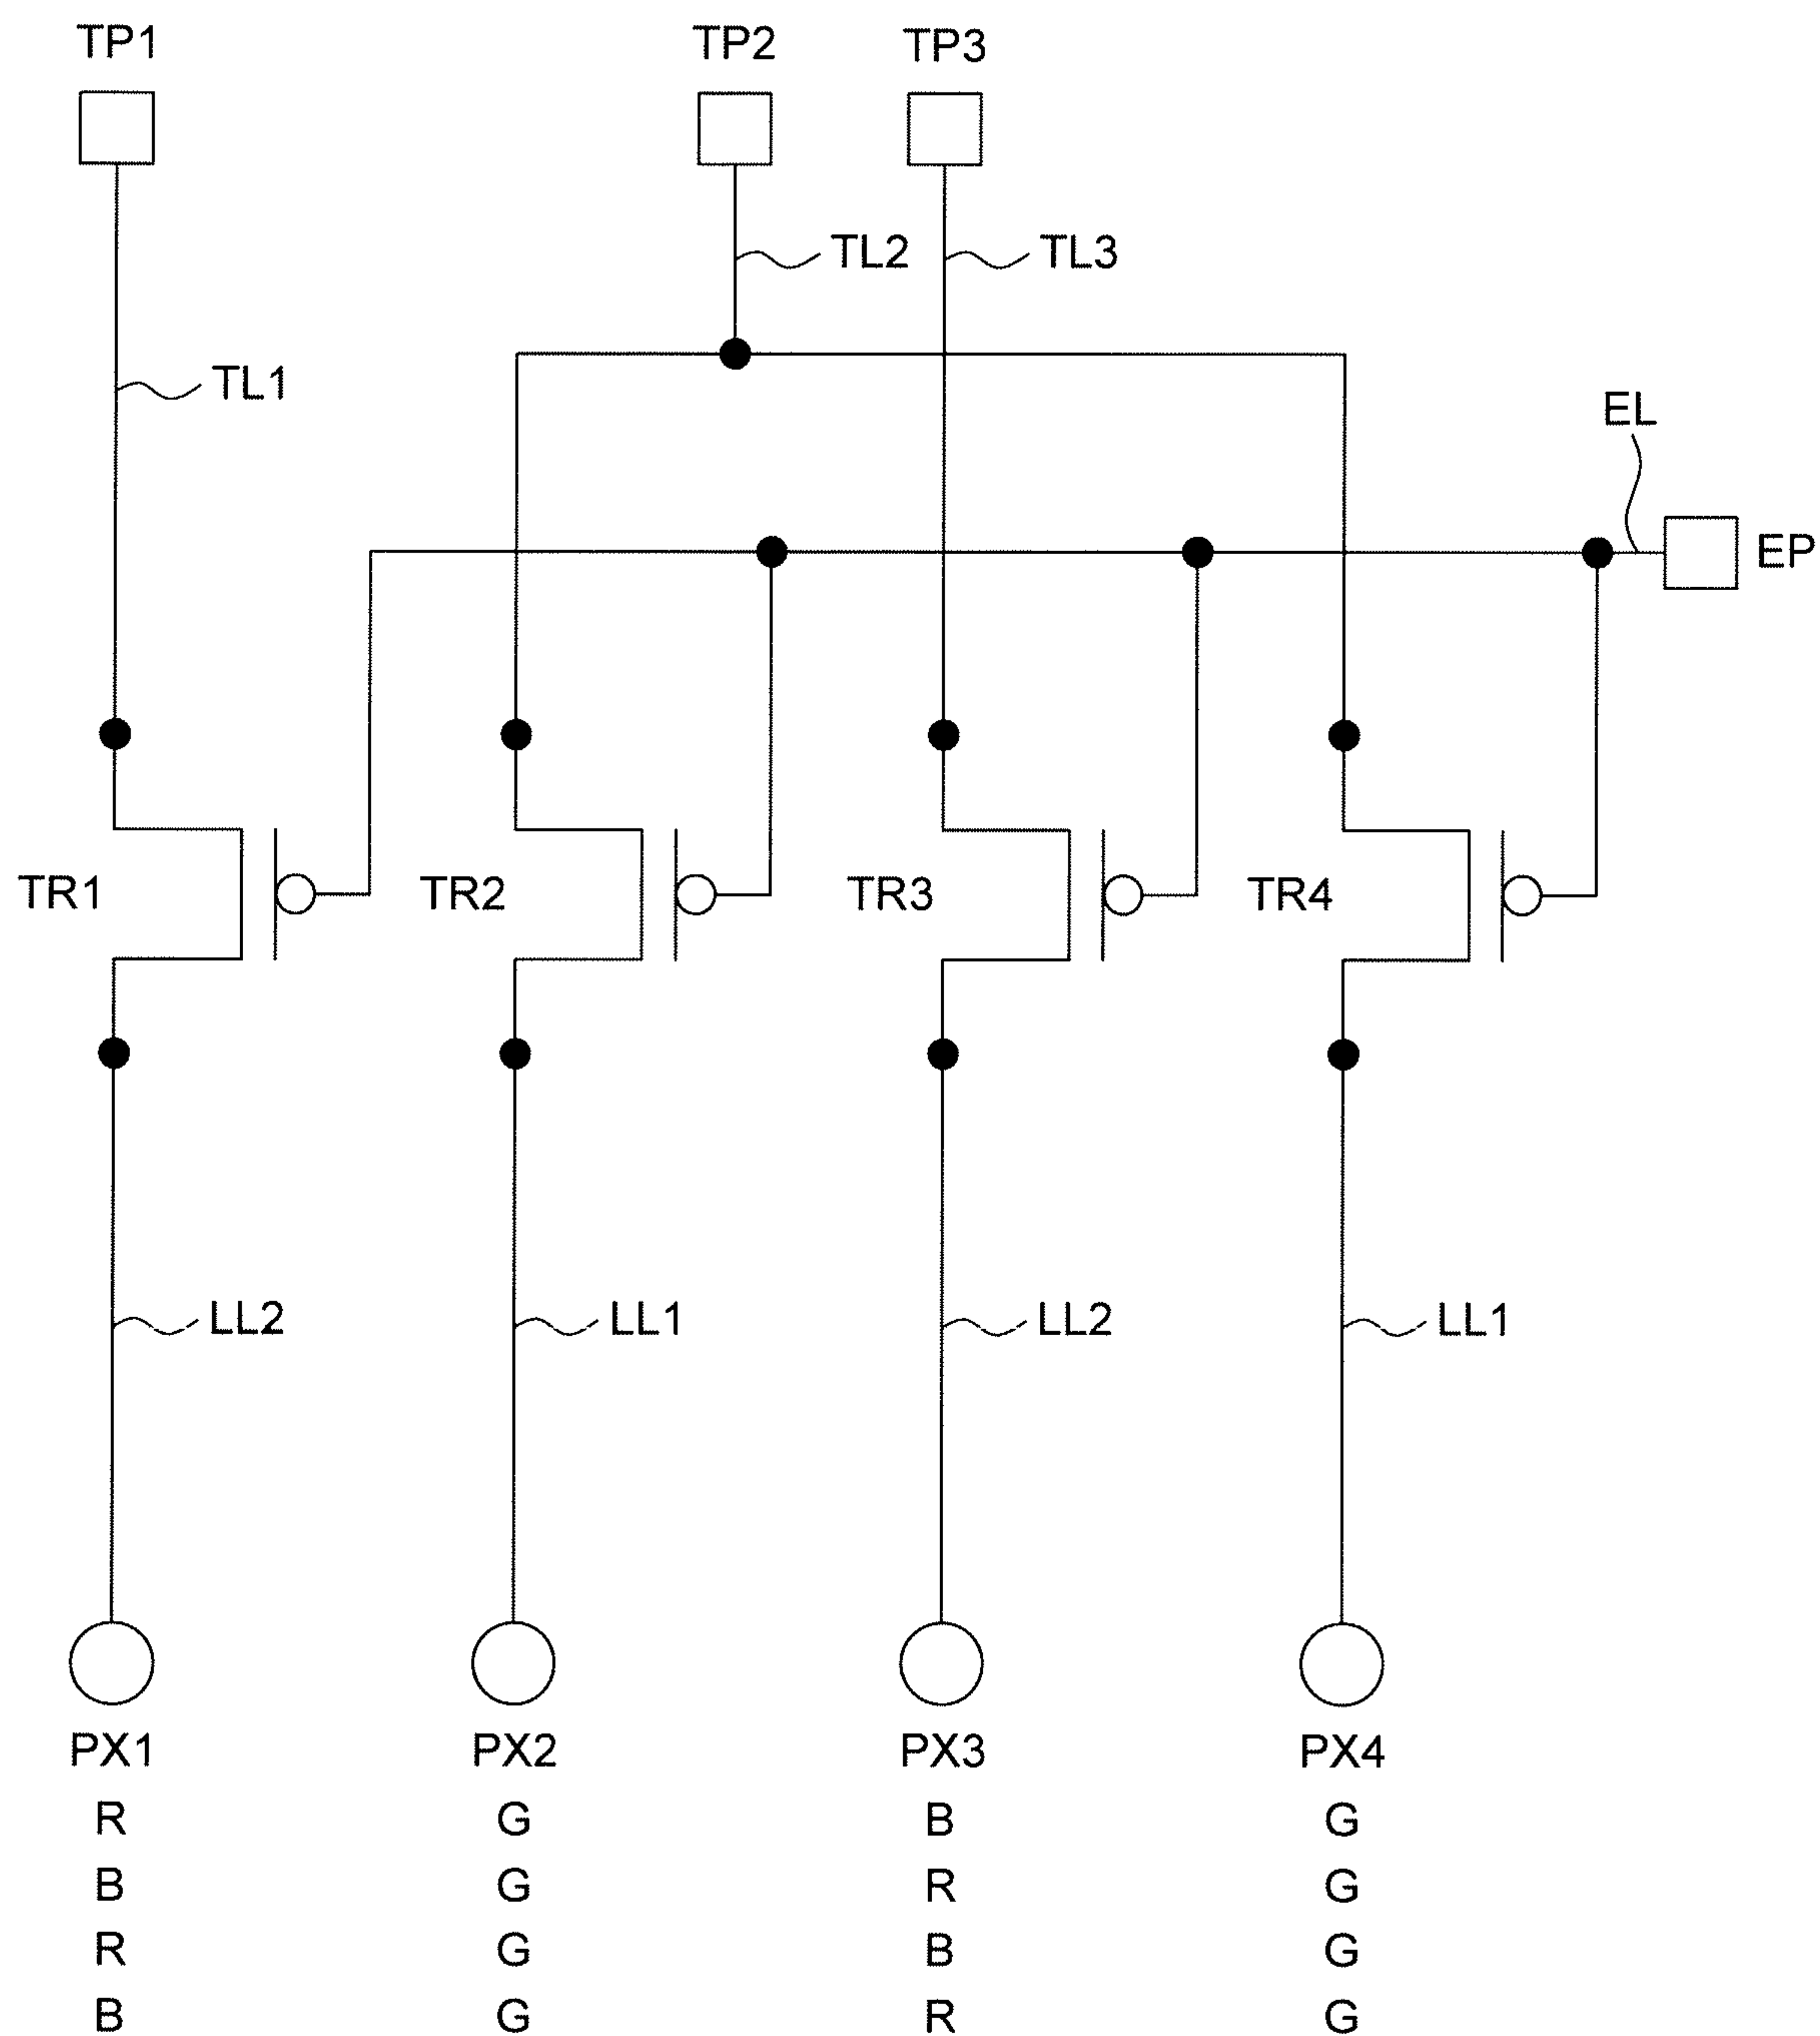 TP1 TP2 TP3
TL2 TL3
TL1
EL
EP
TR1 TR2 TR3 TR4
LL2 LL1 LL2 LL1
PX1 PX2 PX3 PX4
R G B G
B G R G
R G B G
B G R G